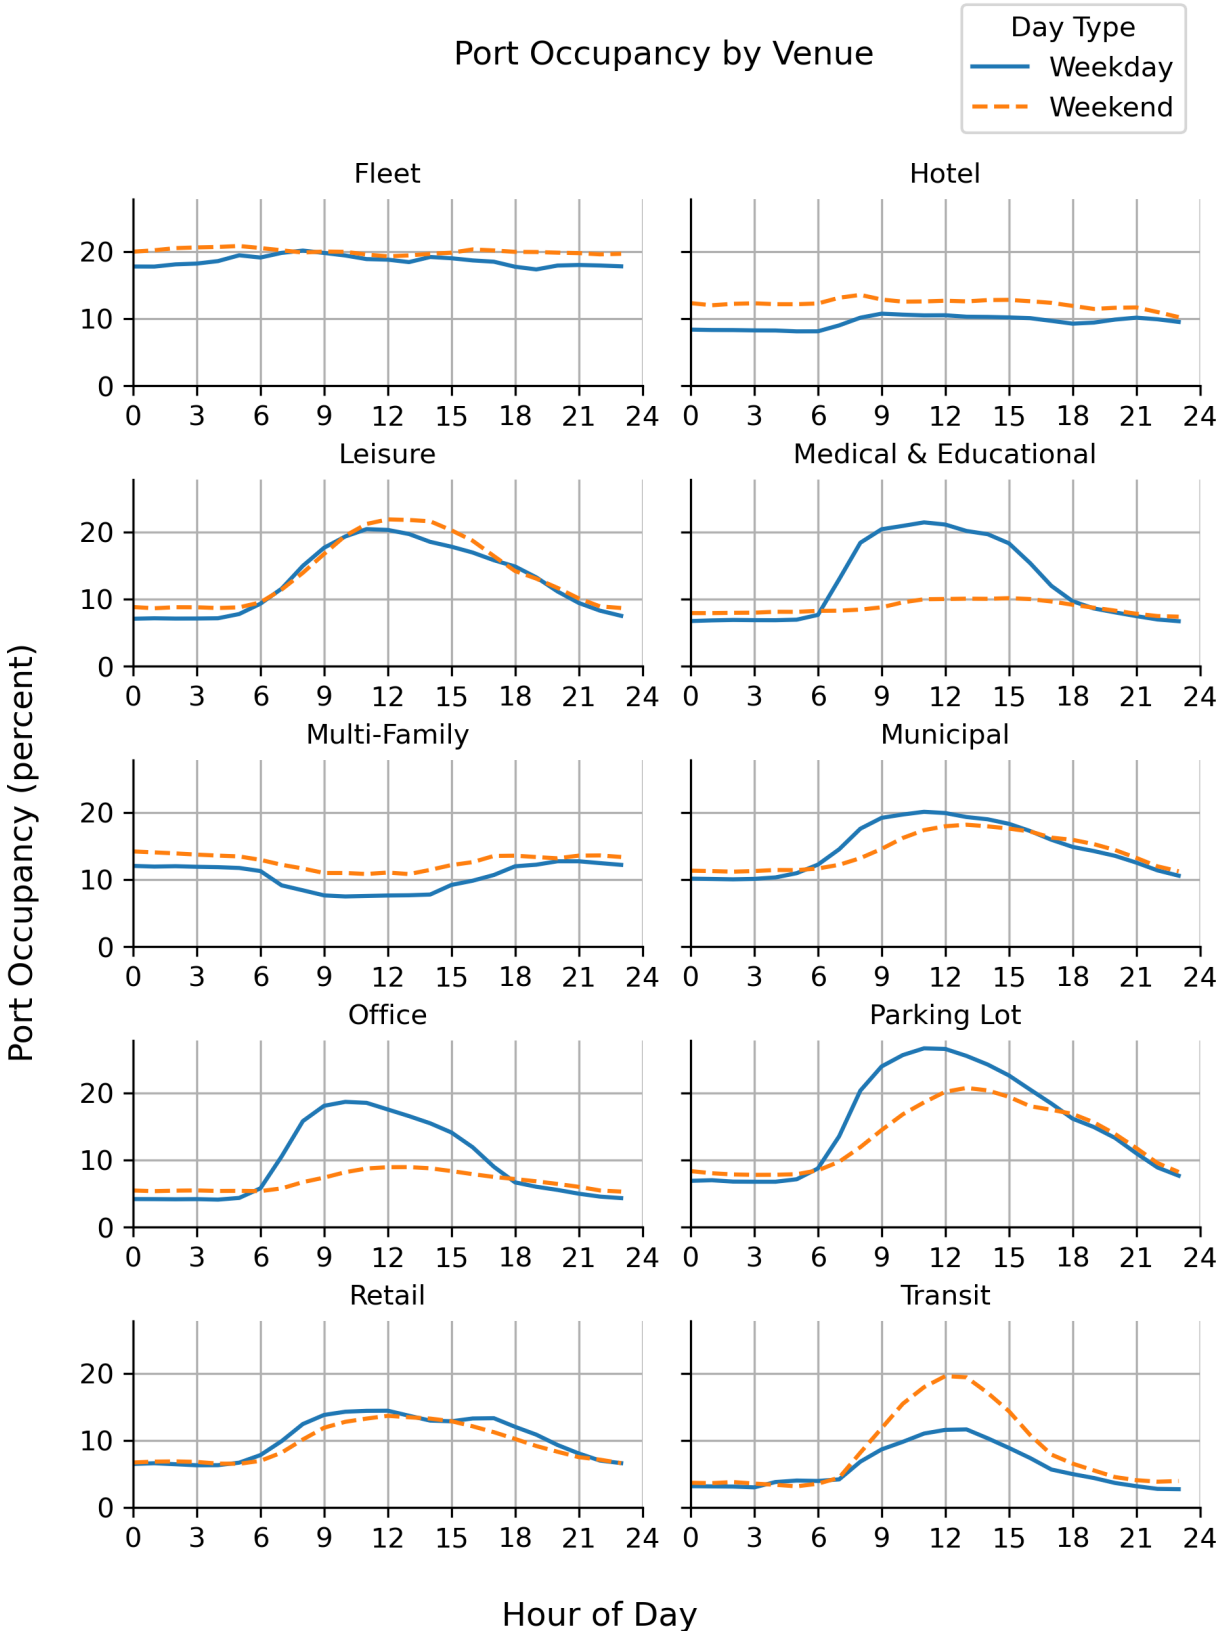 Port Occupancy by Venue
Day Type
Weekday
Weekend
Port Occupancy (percent)
Fleet
20
10
0
0 3 6 9 12 15 18 21 24
Hotel
0 3 6 9 12 15 18 21 24
Leisure
20
10
0
0 3 6 9 12 15 18 21 24
Medical & Educational
0 3 6 9 12 15 18 21 24
Multi-Family
20
10
0
0 3 6 9 12 15 18 21 24
Municipal
0 3 6 9 12 15 18 21 24
Office
20
10
0
0 3 6 9 12 15 18 21 24
Parking Lot
0 3 6 9 12 15 18 21 24
Retail
20
10
0
0 3 6 9 12 15 18 21 24
Transit
0 3 6 9 12 15 18 21 24
Hour of Day